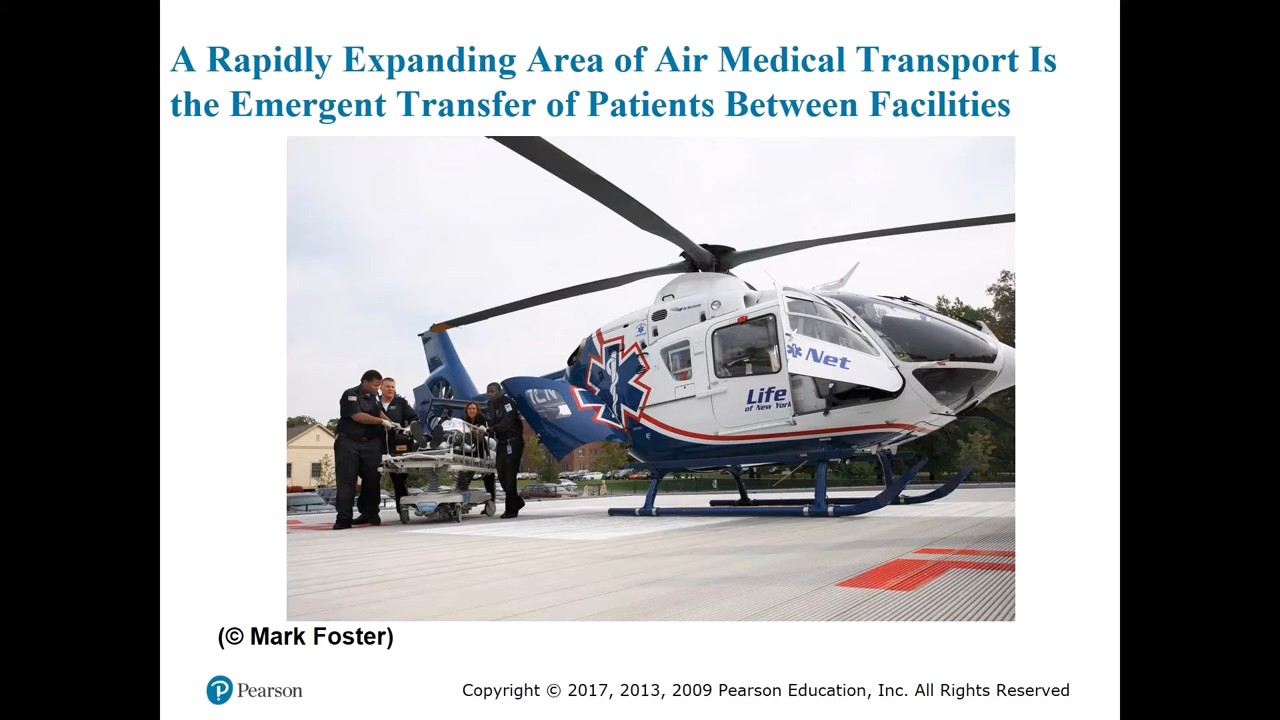 A Rapidly Expanding Area of Air Medical Transport Is
the Emergent Transfer of Patients Between Facilities
Net
Life
of New York
(© Mark Foster)
Pearson
Copyright © 2017, 2013, 2009 Pearson Education, Inc. All Rights Reserved